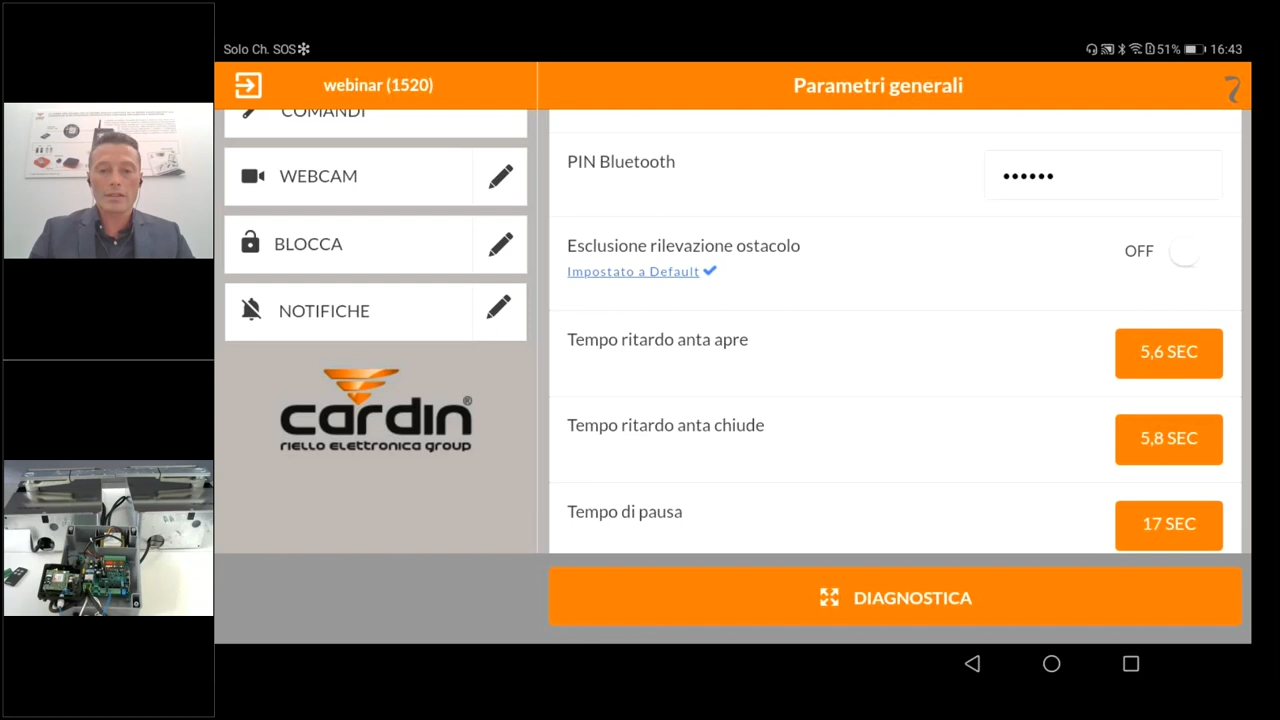 Solo Ch. SOS✻
51% 16:43
webinar (1520)
Parametri generali
COMANDI
WEBCAM
BLOCCA
NOTIFICHE
cardin®
RIELLO ELETTRONICA GROUP
PIN Bluetooth
••••••
Esclusione rilevazione ostacolo
OFF
Impostato a Default
Tempo ritardo anta apre
5,6 SEC
Tempo ritardo anta chiude
5,8 SEC
Tempo di pausa
17 SEC
DIAGNOSTICA